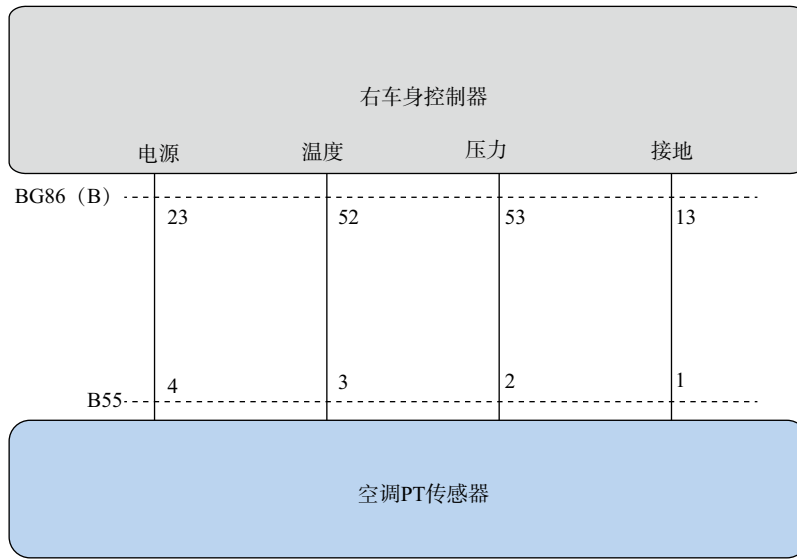 右车身控制器
电源 温度 压力 接地
BG86（B）
23 52 53 13
4 3 2 1
B55
空调PT传感器